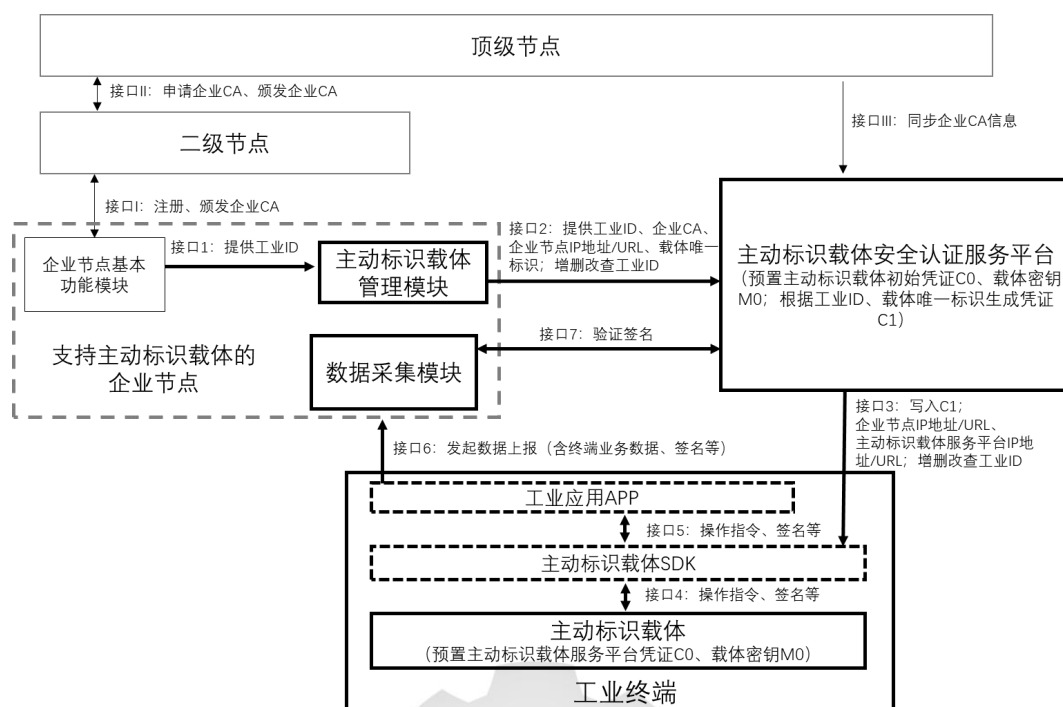 顶级节点
接口II：申请企业CA、颁发企业CA
接口III：同步企业CA信息
二级节点
接口I：注册、颁发企业CA
接口1：提供工业ID
接口2：提供工业ID、企业CA、
企业节点IP地址/URL、载体唯一
标识；增删改查工业ID
企业节点基本
功能模块
主动标识载体
管理模块
主动标识载体安全认证服务平台
（预置主动标识载体初始凭证C0、载体密钥
M0；根据工业ID、载体唯一标识生成凭证
C1）
接口7：验证签名
支持主动标识载体的
企业节点
数据采集模块
接口3：写入C1；
企业节点IP地址/URL、
主动标识载体服务平台IP地
址/URL；增删改查工业ID
接口6：发起数据上报（含终端业务数据、签名等）
工业应用APP
接口5：操作指令、签名等
主动标识载体SDK
接口4：操作指令、签名等
主动标识载体
（预置主动标识载体服务平台凭证C0、载体密钥M0）
工业终端